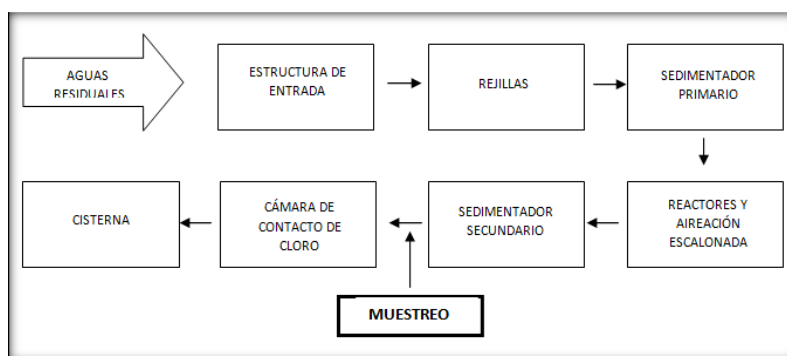 AGUAS
RESIDUALES
ESTRUCTURA DE
ENTRADA
REJILLAS
SEDIMENTADOR
PRIMARIO
REACTORES Y
AIREACIÓN
ESCALONADA
SEDIMENTADOR
SECUNDARIO
CÁMARA DE
CONTACTO DE
CLORO
CISTERNA
MUESTREO